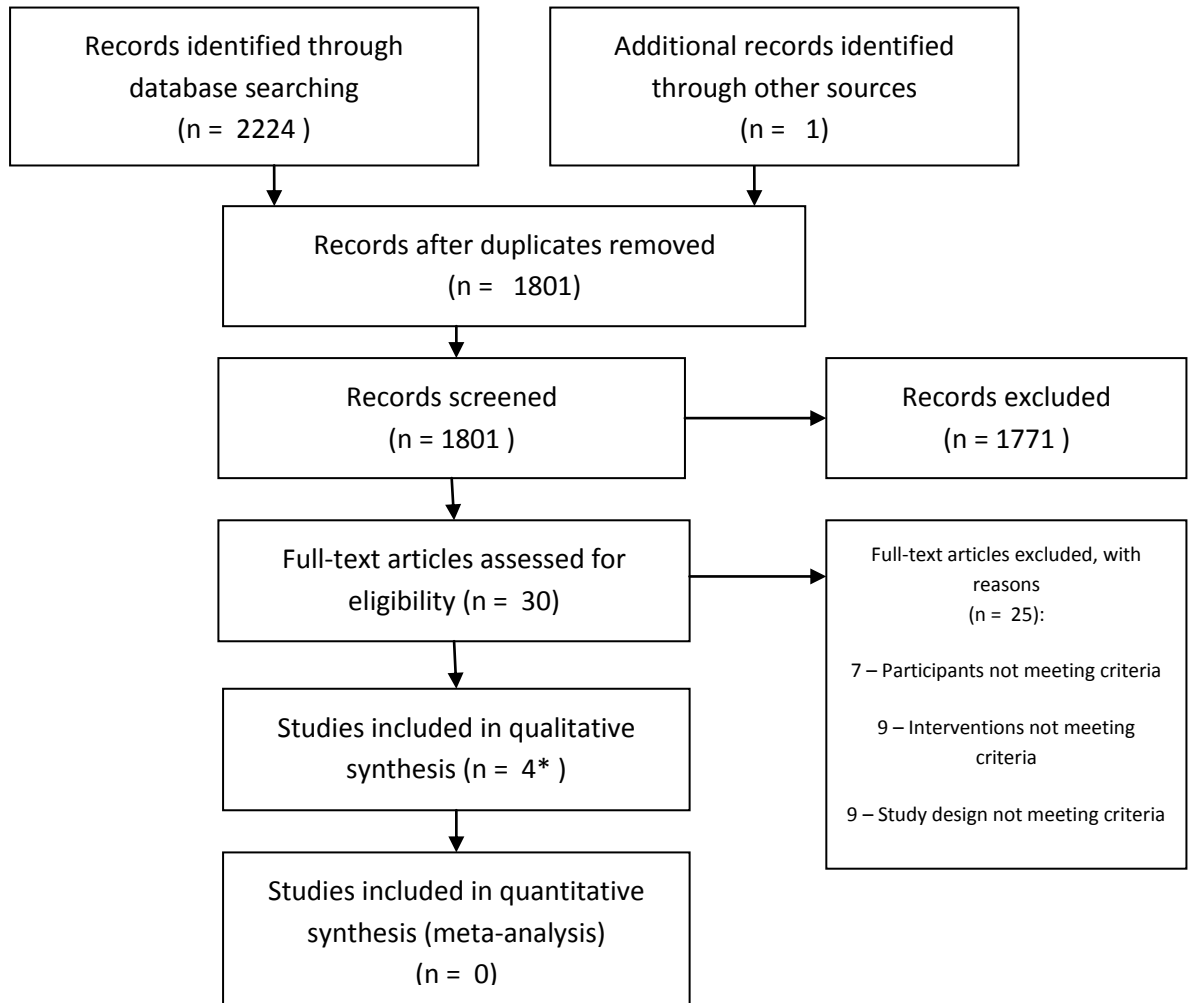 Records identified through
database searching
(n =  2224 )
Additional records identified
through other sources
(n =   1)
Records after duplicates removed
(n =   1801)
Records screened
(n = 1801 )
Records excluded
(n = 1771 )
Full-text articles assessed for
eligibility (n =  30)
Full-text articles excluded, with
reasons
(n =  25):
7 – Participants not meeting criteria
9 – Interventions not meeting
criteria
9 – Study design not meeting criteria
Studies included in qualitative
synthesis (n =  4* )
Studies included in quantitative
synthesis (meta-analysis)
(n =  0)